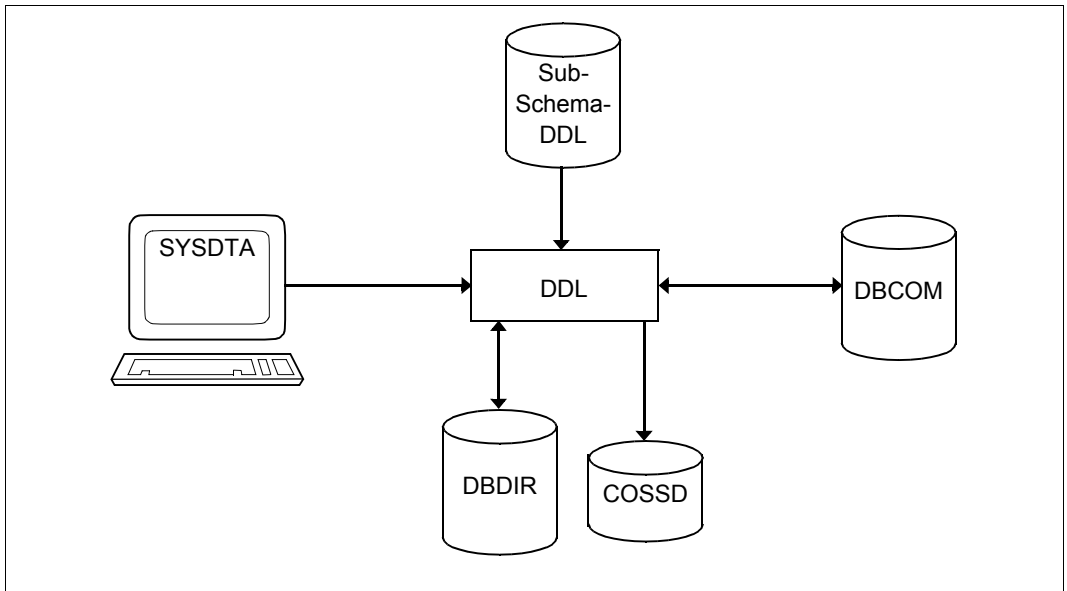 Sub-
Schema-
DDL
SYSDTA
DDL
DBCOM
DBDIR
COSSD